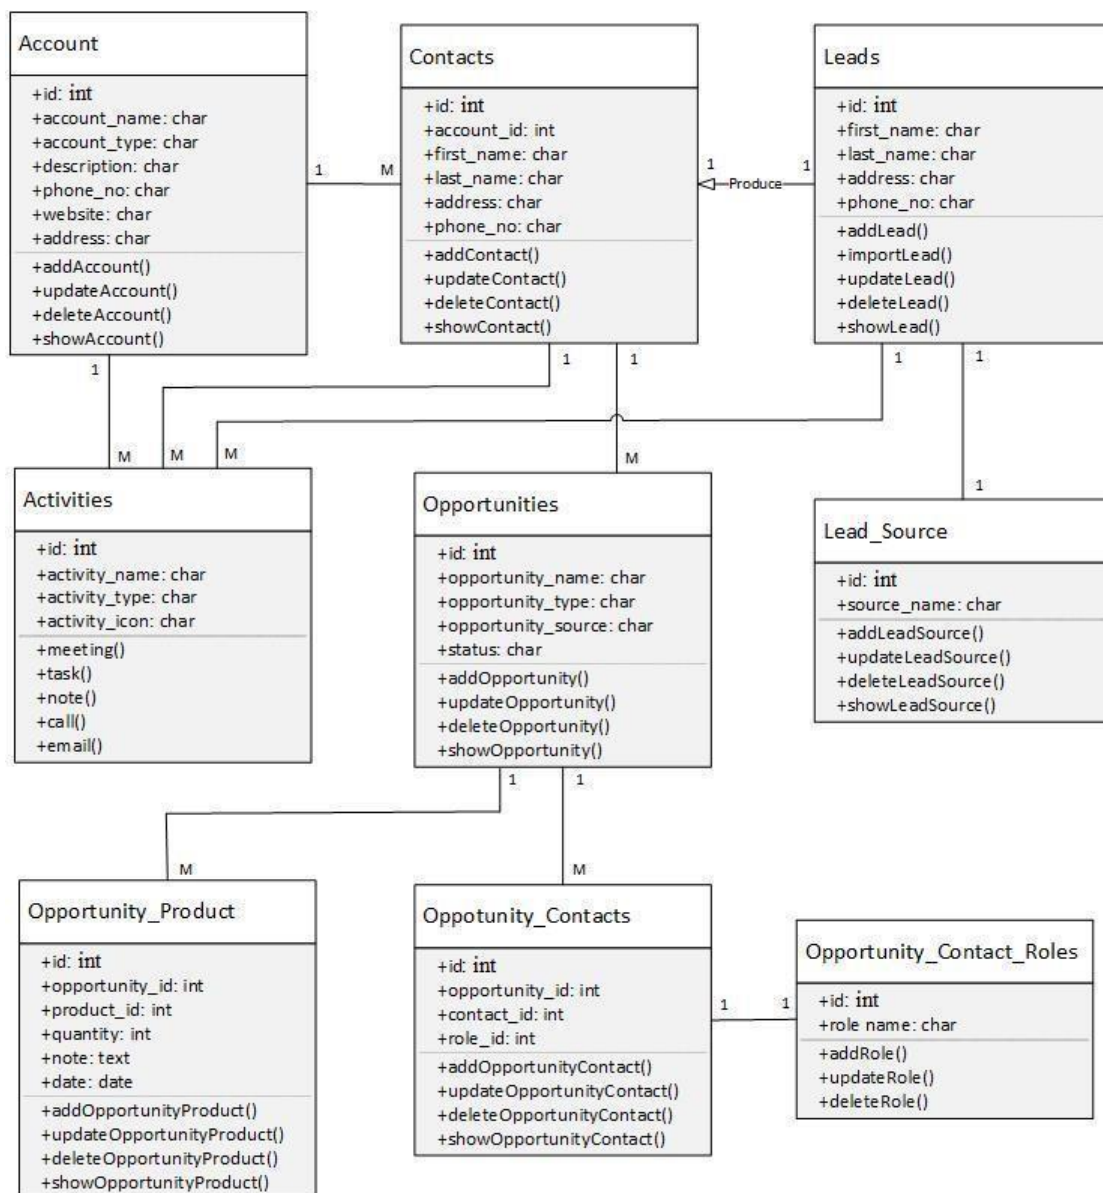 Account
+id: int
+account_name: char
+account_type: char
+description: char
+phone_no: char
+website: char
+address: char
+addAccount()
+updateAccount()
+deleteAccount()
+showAccount()
1
M
Contacts
+id: int
+account_id: int
+first_name: char
+last_name: char
+address: char
+phone_no: char
+addContact()
+updateContact()
+deleteContact()
+showContact()
1
Produce
1
Leads
+id: int
+first_name: char
+last_name: char
+address: char
+phone_no: char
+addLead()
+importLead()
+updateLead()
+deleteLead()
+showLead()
1
1
1
1
1
M
M
M
M
1
Activities
+id: int
+activity_name: char
+activity_type: char
+activity_icon: char
+meeting()
+task()
+note()
+call()
+email()
Opportunities
+id: int
+opportunity_name: char
+opportunity_type: char
+opportunity_source: char
+status: char
+addOpportunity()
+updateOpportunity()
+deleteOpportunity()
+showOpportunity()
Lead_Source
+id: int
+source_name: char
+addLeadSource()
+updateLeadSource()
+deleteLeadSource()
+showLeadSource()
1
1
M
M
Opportunity_Product
+id: int
+opportunity_id: int
+product_id: int
+quantity: int
+note: text
+date: date
+addOpportunityProduct()
+updateOpportunityProduct()
+deleteOpportunityProduct()
+showOpportunityProduct()
Oppotunity_Contacts
+id: int
+opportunity_id: int
+contact_id: int
+role_id: int
+addOpportunityContact()
+updateOpportunityContact()
+deleteOpportunityContact()
+showOpportunityContact()
1
1
Opportunity_Contact_Roles
+id: int
+role name: char
+addRole()
+updateRole()
+deleteRole()